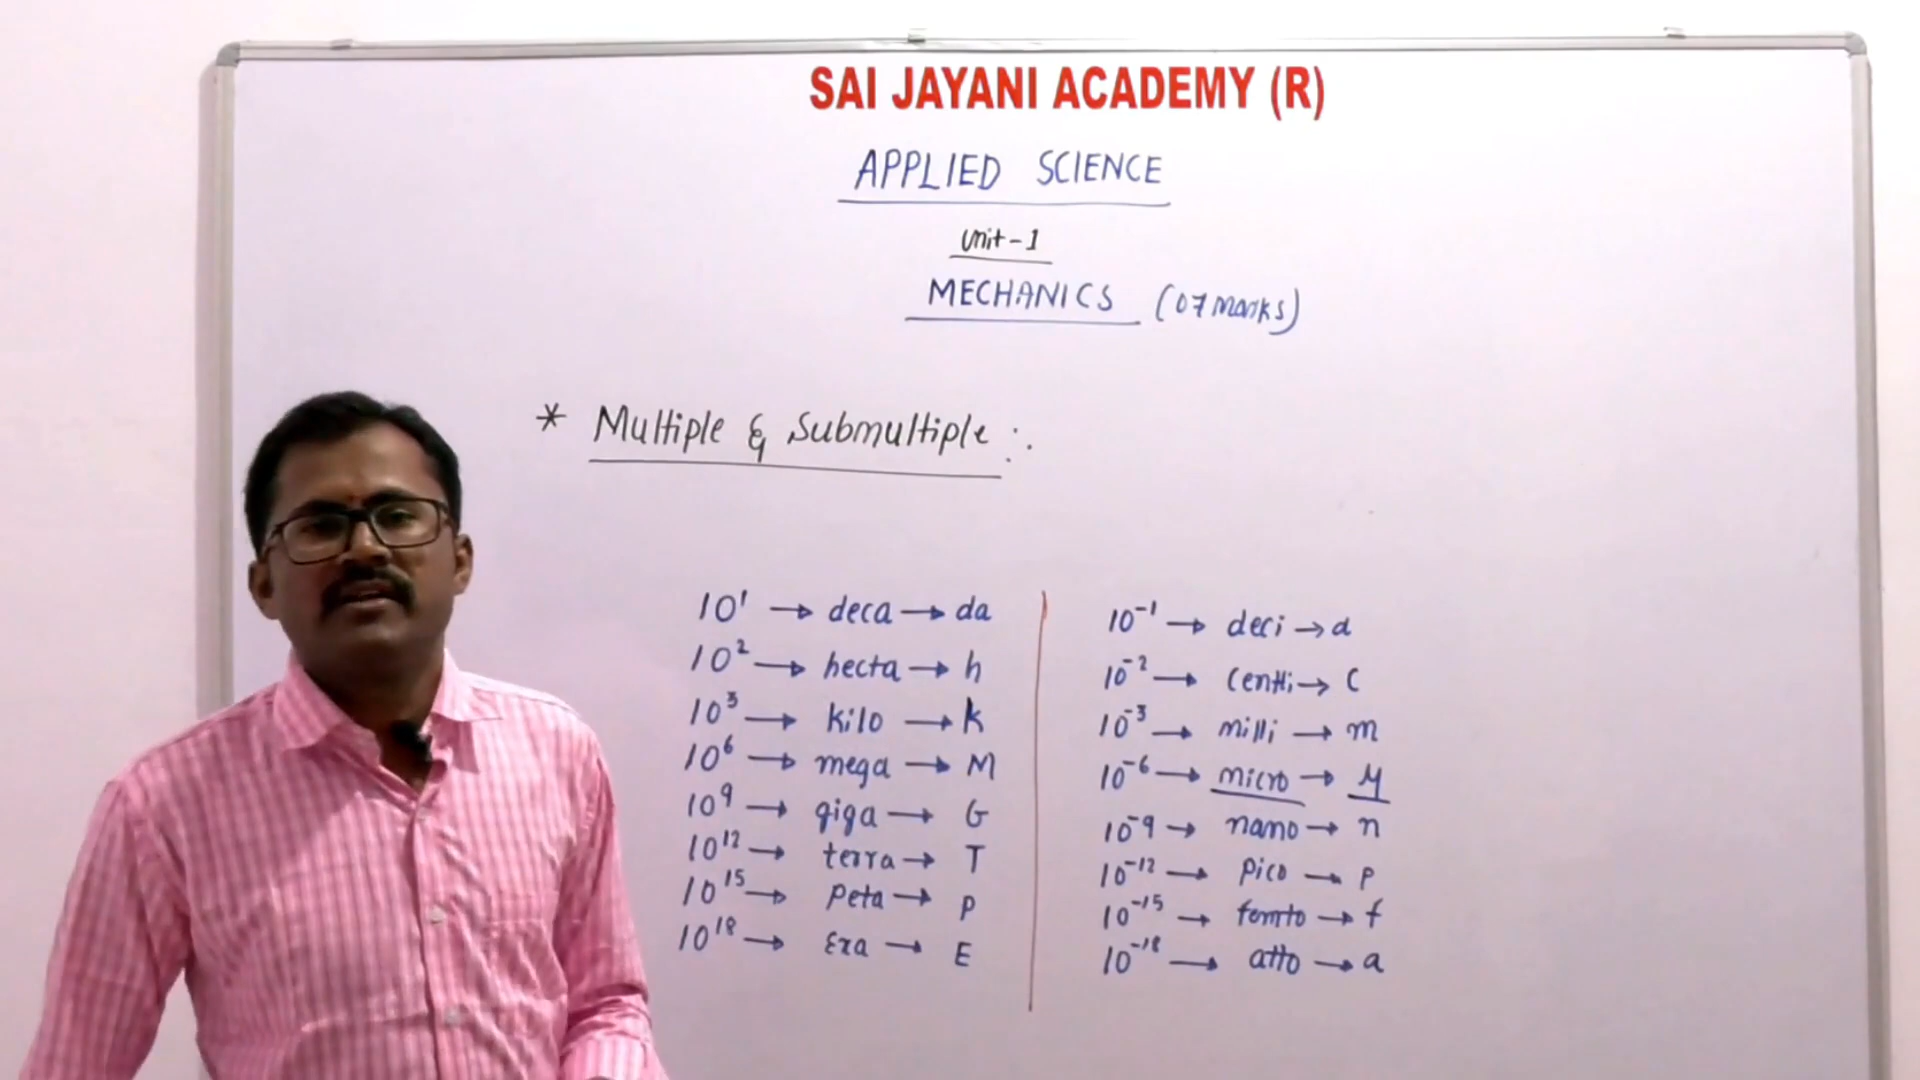 SAI JAYANI ACADEMY (R)
APPLIED SCIENCE
Unit-1
MECHANICS (07 marks)
* Multiple & Submultiple :.
10¹ → deca → da
10² → hecta → h
10³ → kilo → k
10⁶ → mega → M
10⁹ → giga → G
10¹² → terra → T
10¹⁵ → Peta → P
10¹⁸ → Exa → E
10⁻¹ → deci → d
10⁻² → Centi → C
10⁻³ → milli → m
10⁻⁶ → micro → μ
10⁻⁹ → nano → n
10⁻¹² → Pico → P
10⁻¹⁵ → femto → f
10⁻¹⁸ → atto → a